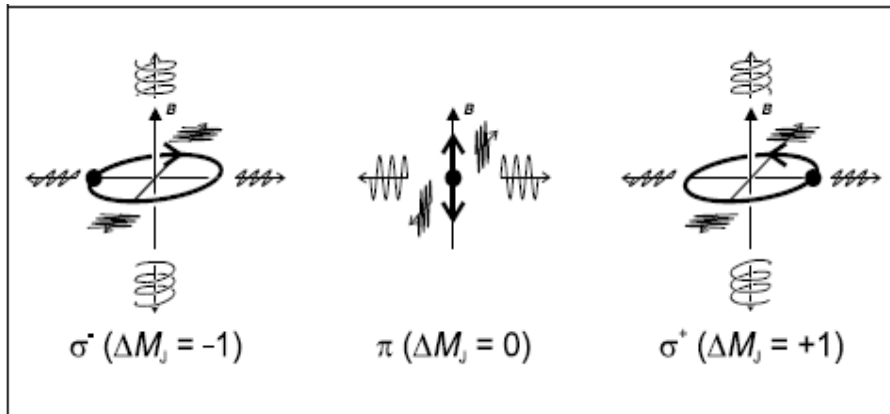 B
B
B
σ⁻ (ΔM_J = –1)
π (ΔM_J = 0)
σ⁺ (ΔM_J = +1)